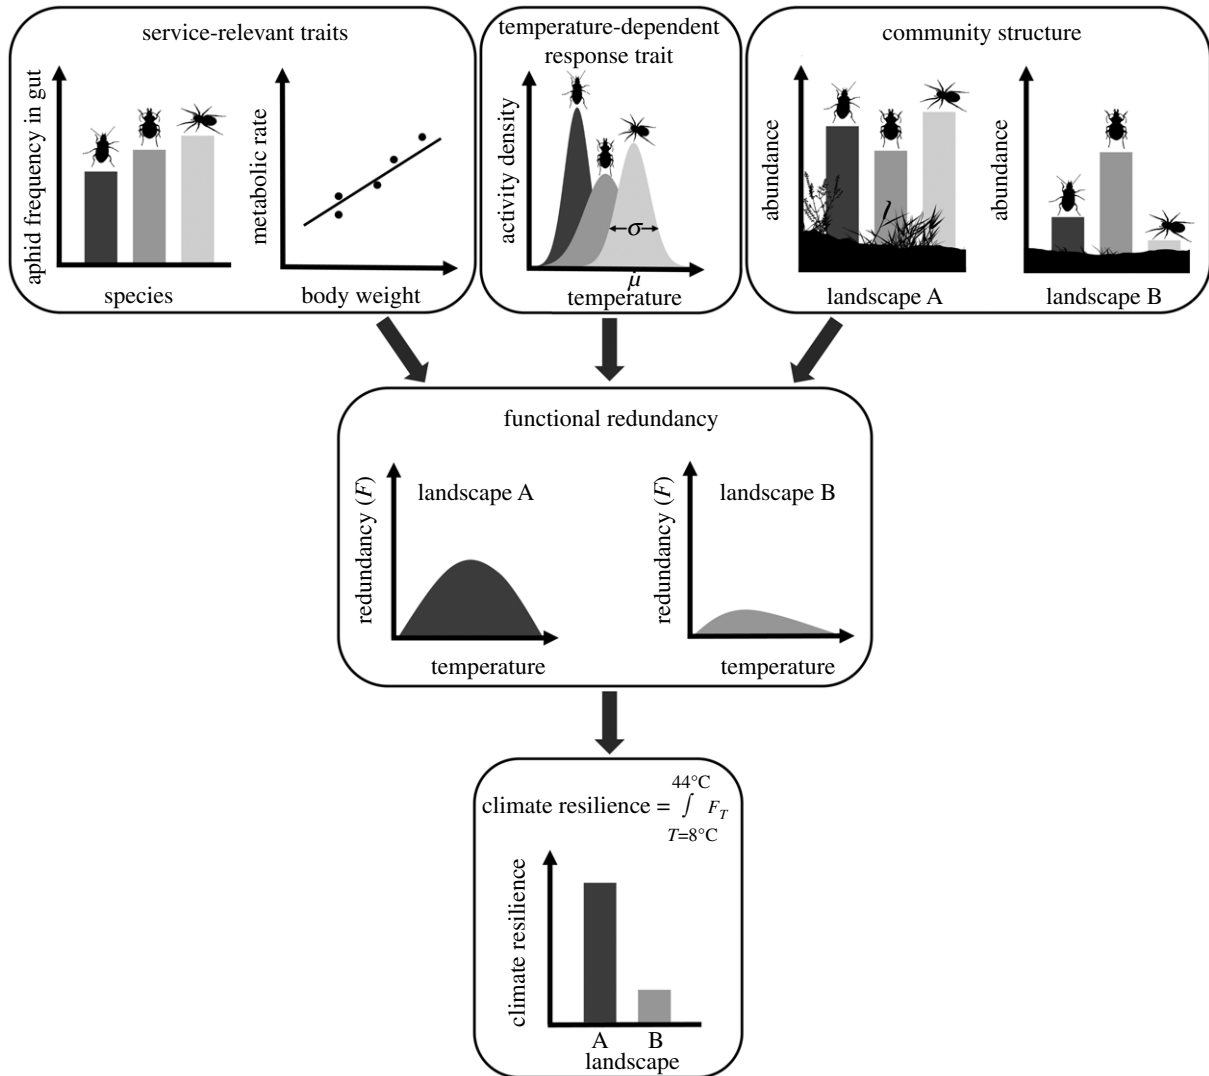 service-relevant traits
aphid frequency in gut
species
metabolic rate
body weight
temperature-dependent
response trait
activity density
σ
μ
temperature
community structure
abundance
landscape A
abundance
landscape B
functional redundancy
redundancy (F)
landscape A
temperature
redundancy (F)
landscape B
temperature
44°C
climate resilience = ∫ F_T
T=8°C
climate resilience
A B
landscape